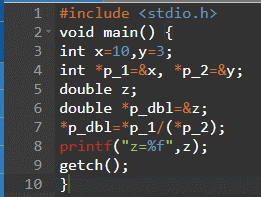 1 #include <stdio.h>
2 void main() {
3 int x=10,y=3;
4 int *p_1=&x, *p_2=&y;
5 double z;
6 double *p_dbl=&z;
7 *p_dbl=*p_1/(*p_2);
8 printf("z=%f",z);
9 getch();
10 }